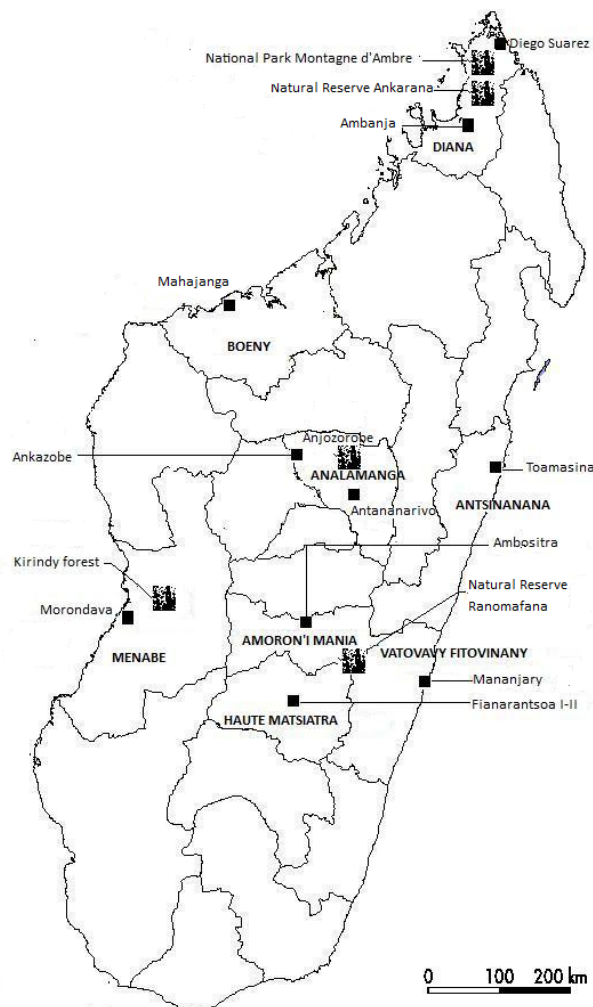 Diego Suarez
National Park Montagne d'Ambre
Natural Reserve Ankarana
Ambanja
DIANA
Mahajanga
BOENY
Anjozorobe
Ankazobe
ANALAMANGA
Toamasina
Antananarivo
ANTSINANANA
Ambositra
Kirindy forest
Natural Reserve
Ranomafana
Morondava
AMORON'I MANIA
VATOVAVY FITOVINANY
MENABE
Mananjary
Fianarantsoa I-II
HAUTE MATSIATRA
0 100 200 km